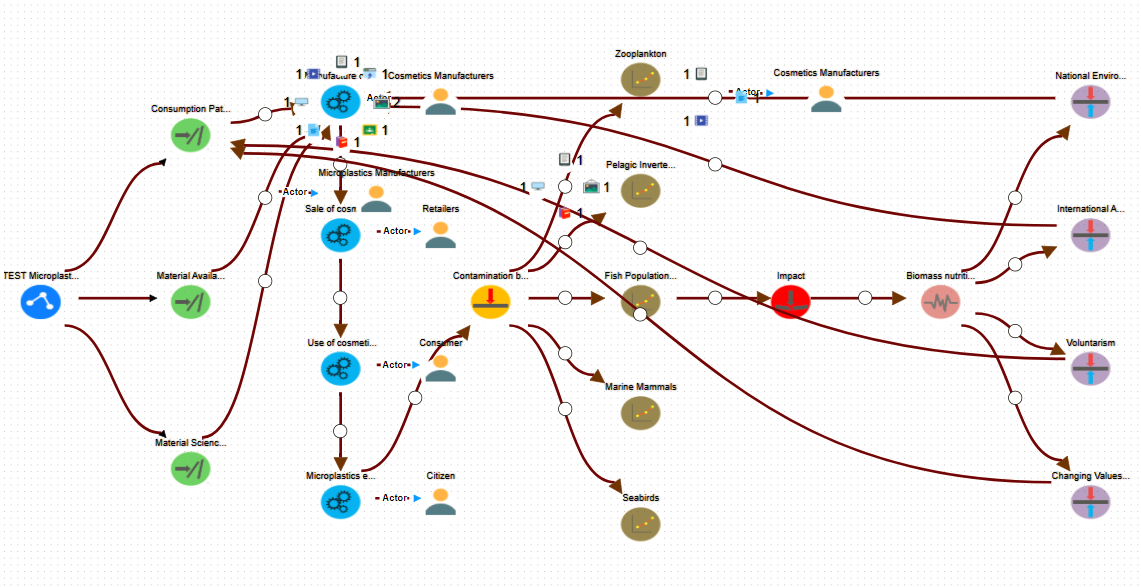 Zooplankton
1
1
1
Manufacture o
Cosmetics Manufacturers
1
Cosmetics Manufacturers
National Enviro...
Consumption Pat...
1
Actor
2
Actor
1
1
1
1
1
1
Pelagic Inverte...
Microplastics Manufacturers
1
1
Actor
Sale of cosm
Retailers
1
International A...
Actor
TEST Microplast...
Material Availa...
Contamination b...
Fish Population...
Impact
Biomass nutriti...
Use of cosmeti...
Consumer
Voluntarism
Actor
Marine Mammals
Material Scienc...
Microplastics e...
Citizen
Changing Values...
Actor
Seabirds